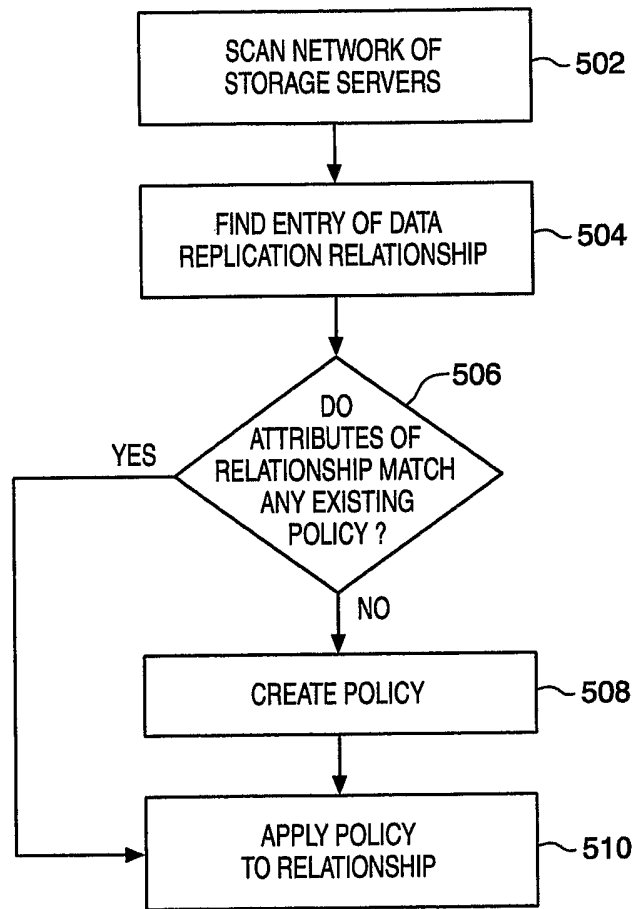 SCAN NETWORK OF
STORAGE SERVERS
502
FIND ENTRY OF DATA
REPLICATION RELATIONSHIP
504
506
DO
ATTRIBUTES OF
RELATIONSHIP MATCH
ANY EXISTING
POLICY ?
YES
NO
CREATE POLICY
508
APPLY POLICY
TO RELATIONSHIP
510